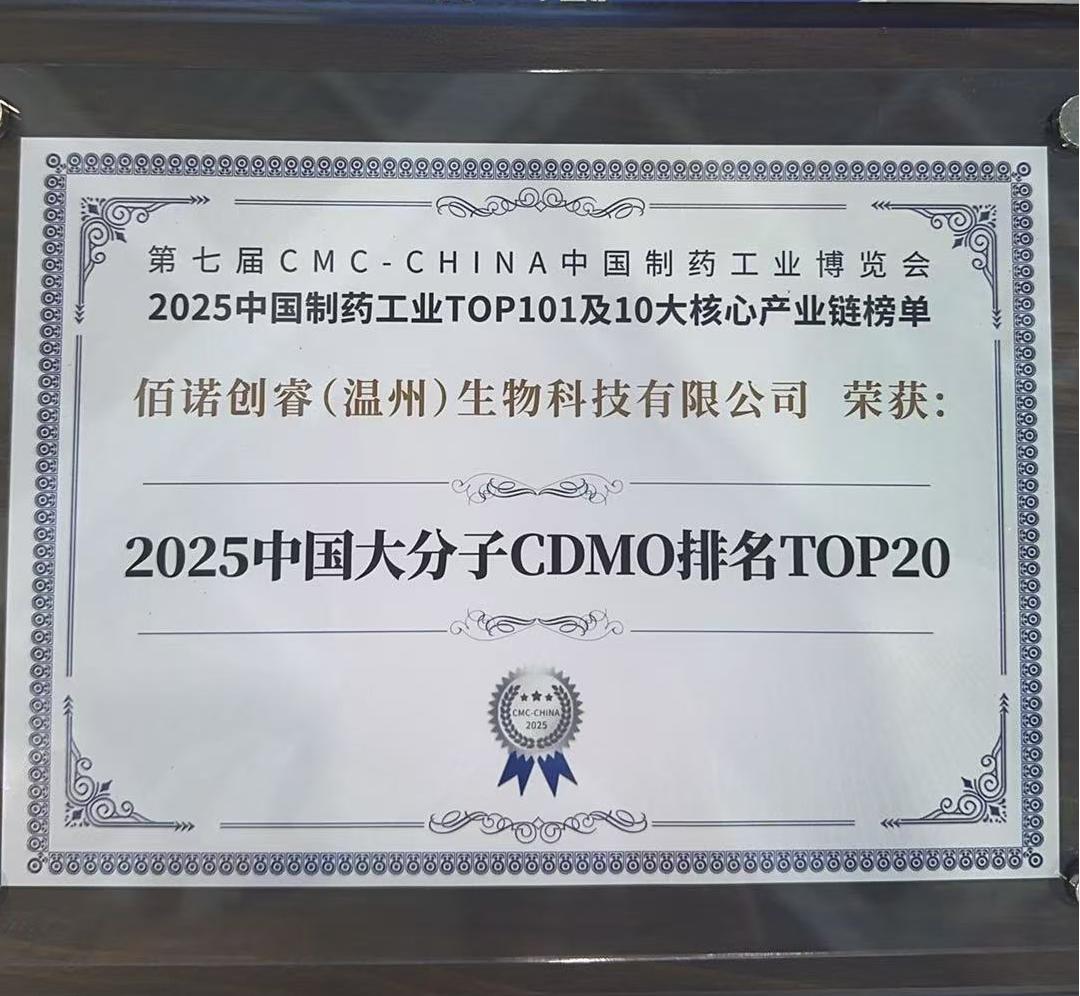 第七届CMC-CHINA中国制药工业博览会
2025中国制药工业TOP101及10大核心产业链榜单
佰诺创睿(温州)生物科技有限公司 荣获:
2025中国大分子CDMO排名TOP20
CMC-CHINA
2025